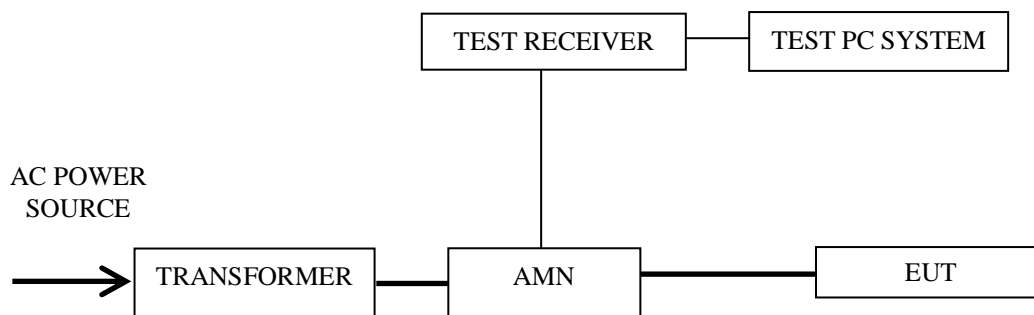 TEST RECEIVER
TEST PC SYSTEM
AC POWER
SOURCE
TRANSFORMER
AMN
EUT